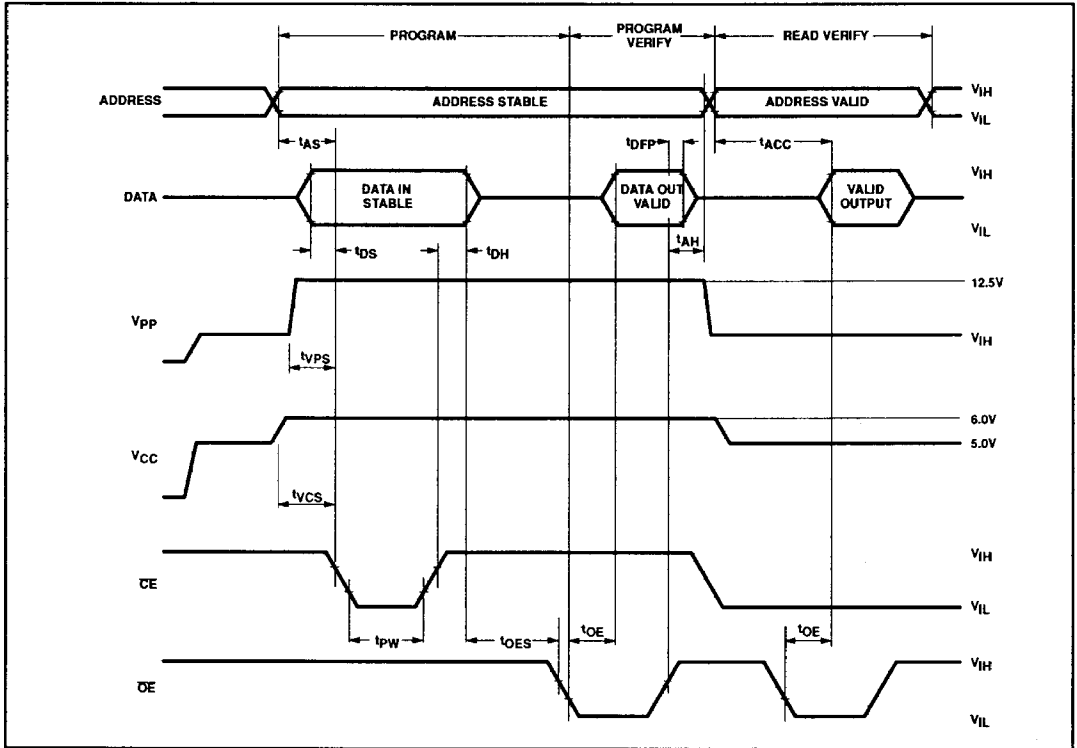 PROGRAM
PROGRAM
VERIFY
READ VERIFY
ADDRESS
ADDRESS STABLE
ADDRESS VALID
VIH
VIL
tAS
tDFP
tACC
DATA
DATA IN
STABLE
DATA OUT
VALID
VALID
OUTPUT
VIH
VIL
tDS
tDH
tAH
VPP
12.5V
VIH
tVPS
VCC
6.0V
5.0V
tVCS
CE
VIH
VIL
tPW
tOES
tOE
tOE
OE
VIH
VIL